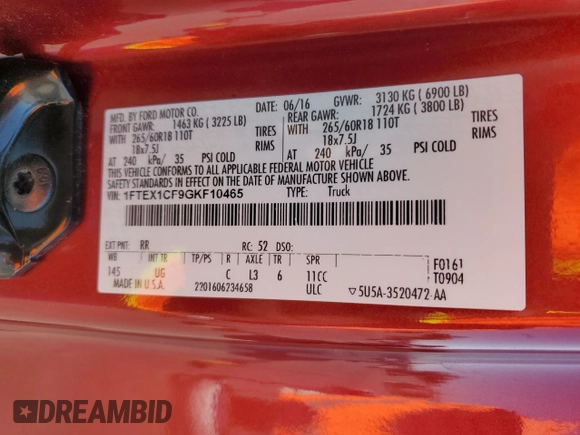 MFD. BY FORD MOTOR CO. DATE: 06/16 GVWR: 3130 KG ( 6900 LB)
FRONT GAWR: 1463 KG ( 3225 LB) REAR GAWR: 1724 KG ( 3800 LB)
WITH 265/60R18 110T TIRES WITH 265/60R18 110T TIRES
18x7.5J RIMS 18x7.5J RIMS
AT 240 kPa/ 35 PSI COLD AT 240 kPa/ 35 PSI COLD
THIS VEHICLE CONFORMS TO ALL APPLICABLE FEDERAL MOTOR VEHICLE
SAFETY STANDARDS IN EFFECT ON THE DATE OF MANUFACTURE SHOWN ABOVE.
VIN: 1FTEX1CF9GKF10465 TYPE: Truck
EXT PNT: RR RC: 52 DSO:
WB INT TR TP/PS R AXLE TR SPR
145 UG C L3 6 11CC F0161
MADE IN U.S.A. 2201606234658 ULC ▽5U5A-3520472-AA T0904
DREAMBID